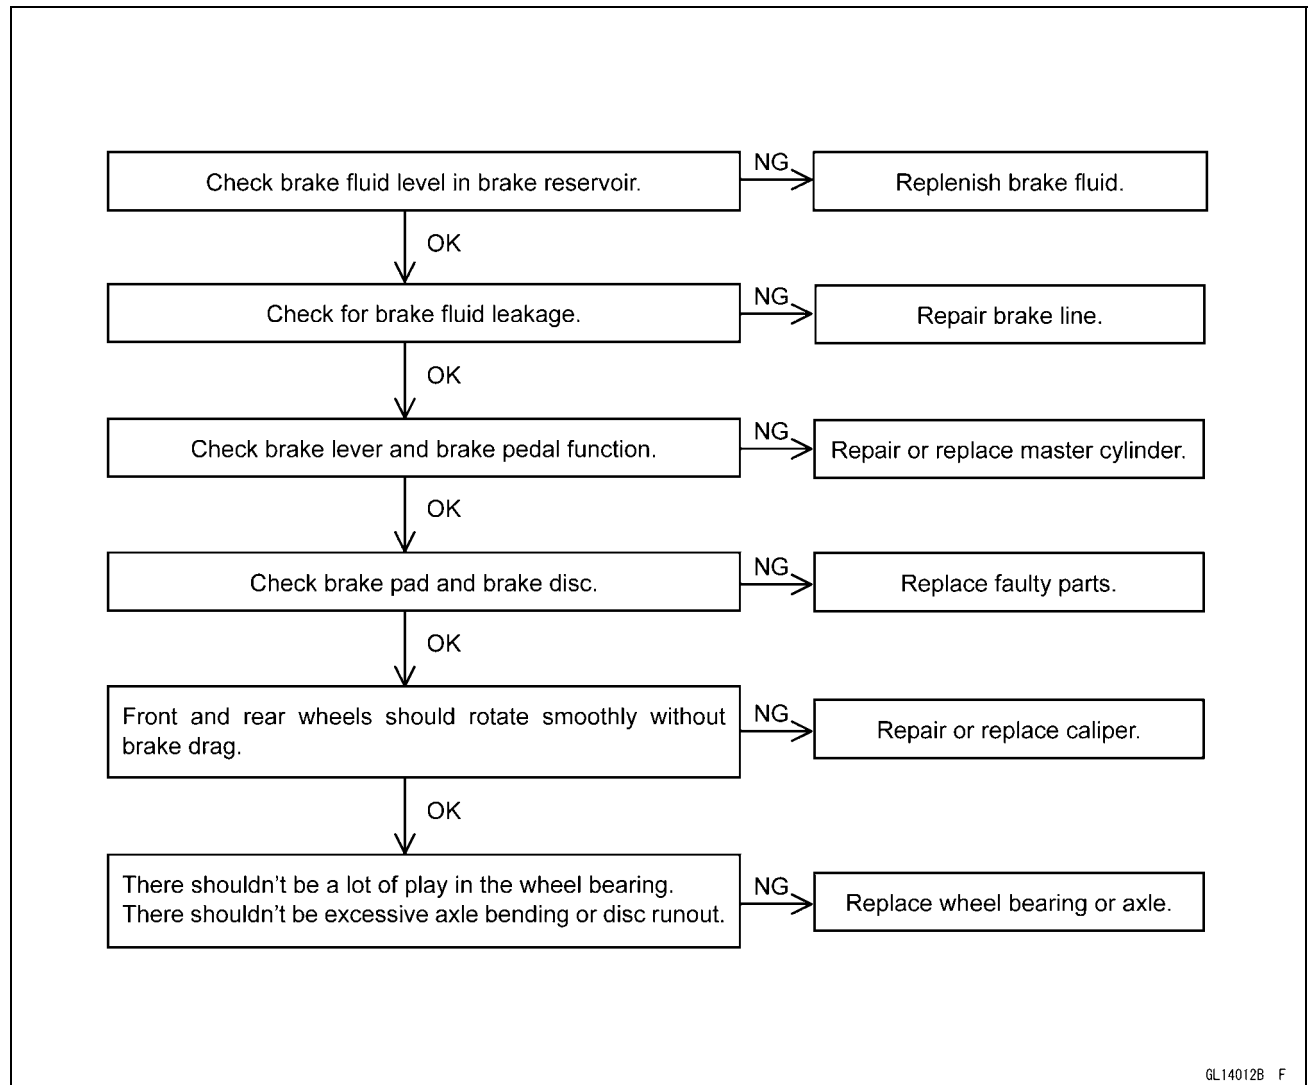 Check brake fluid level in brake reservoir.
NG
Replenish brake fluid.
OK
Check for brake fluid leakage.
NG
Repair brake line.
OK
Check brake lever and brake pedal function.
NG
Repair or replace master cylinder.
OK
Check brake pad and brake disc.
NG
Replace faulty parts.
OK
Front and rear wheels should rotate smoothly without
brake drag.
NG
Repair or replace caliper.
OK
There shouldn't be a lot of play in the wheel bearing.
There shouldn't be excessive axle bending or disc runout.
NG
Replace wheel bearing or axle.
GL14012B F